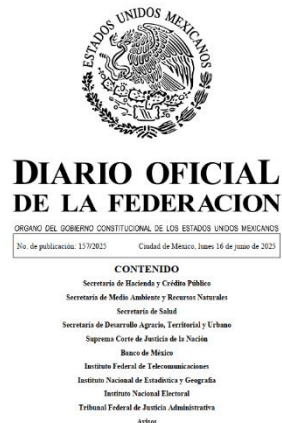 ESTADOS UNIDOS MEXICANOS
DIARIO OFICIAL
DE LA FEDERACION
ORGANO DEL GOBIERNO CONSTITUCIONAL DE LOS ESTADOS UNIDOS MEXICANOS
No. de publicación: 157/2025 Ciudad de México, lunes 16 de junio de 2025
CONTENIDO
Secretaría de Hacienda y Crédito Público
Secretaría de Medio Ambiente y Recursos Naturales
Secretaría de Salud
Secretaría de Desarrollo Agrario, Territorial y Urbano
Suprema Corte de Justicia de la Nación
Banco de México
Instituto Federal de Telecomunicaciones
Instituto Nacional de Estadística y Geografía
Instituto Nacional Electoral
Tribunal Federal de Justicia Administrativa
Avisos